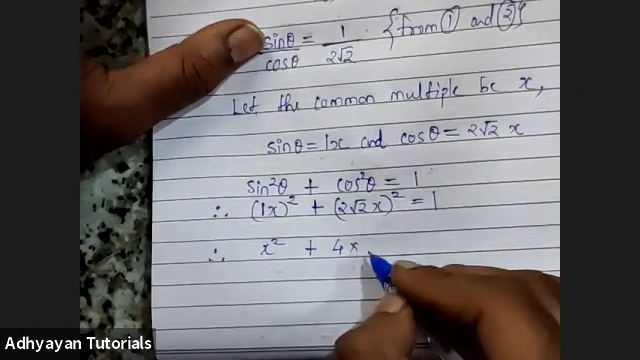 sinθ/cosθ = 1/2√2 {from ① and ②}
Let the common multiple be x,
sinθ = 1x and cosθ = 2√2 x
sin²θ + cos²θ = 1
∴ (1x)² + (2√2 x)² = 1
∴ x² + 4×
Adhyayan Tutorials